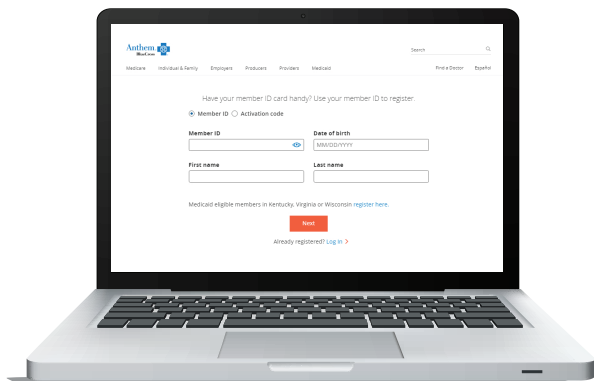 Anthem
BlueCross
Search
Medicare Individual & Family Employers Producers Providers Medicaid Find a Doctor Español
Have your member ID card handy? Use your member ID to register.
Member ID Activation code
Member ID Date of birth
MM/DD/YYYY
First name Last name
Medicaid eligible members in Kentucky, Virginia or Wisconsin register here.
Next
Already registered? Log in >